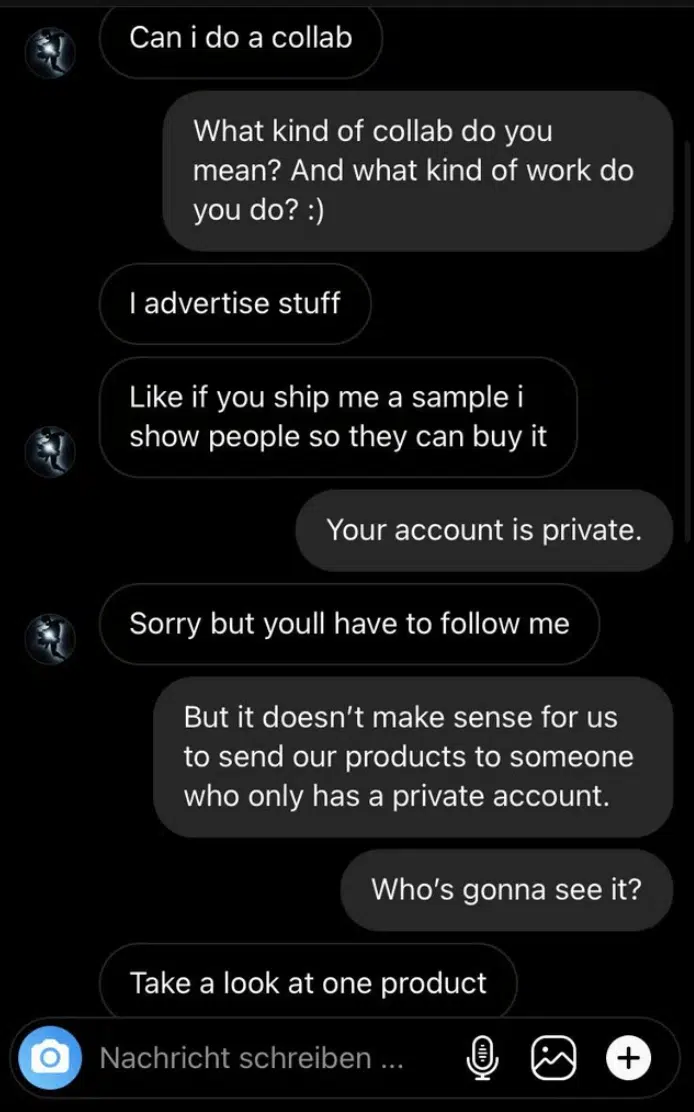 Can i do a collab
What kind of collab do you
mean? And what kind of work do
you do? :)
I advertise stuff
Like if you ship me a sample i
show people so they can buy it
Your account is private.
Sorry but youll have to follow me
But it doesn’t make sense for us
to send our products to someone
who only has a private account.
Who’s gonna see it?
Take a look at one product
Nachricht schreiben ...